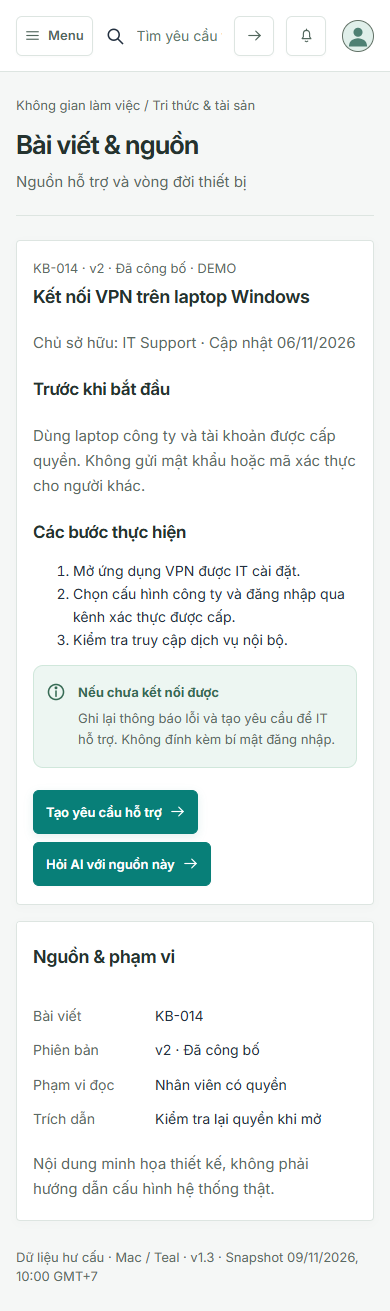 Menu
Tìm yêu cầu
Không gian làm việc / Tri thức & tài sản
Bài viết & nguồn
Nguồn hỗ trợ và vòng đời thiết bị
KB-014 · v2 · Đã công bố · DEMO
Kết nối VPN trên laptop Windows
Chủ sở hữu: IT Support · Cập nhật 06/11/2026
Trước khi bắt đầu
Dùng laptop công ty và tài khoản được cấp
quyền. Không gửi mật khẩu hoặc mã xác thực
cho người khác.
Các bước thực hiện
1. Mở ứng dụng VPN được IT cài đặt.
2. Chọn cấu hình công ty và đăng nhập qua
kênh xác thực được cấp.
3. Kiểm tra truy cập dịch vụ nội bộ.
Nếu chưa kết nối được
Ghi lại thông báo lỗi và tạo yêu cầu để IT
hỗ trợ. Không đính kèm bí mật đăng nhập.
Tạo yêu cầu hỗ trợ →
Hỏi AI với nguồn này →
Nguồn & phạm vi
Bài viết KB-014
Phiên bản v2 · Đã công bố
Phạm vi đọc Nhân viên có quyền
Trích dẫn Kiểm tra lại quyền khi mở
Nội dung minh họa thiết kế, không phải
hướng dẫn cấu hình hệ thống thật.
Dữ liệu hư cấu · Mac / Teal · v1.3 · Snapshot 09/11/2026,
10:00 GMT+7